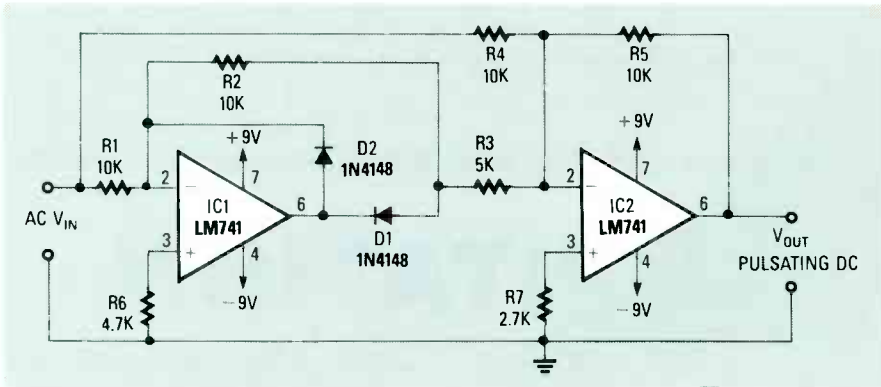 R4
10K
R5
10K
R2
10K
R1
10K
+9V
D2
1N4148
R3
5K
+9V
2
−
7
6
IC1
LM741
3
+
4
−9V
D1
1N4148
2
−
7
6
IC2
LM741
3
+
4
−9V
AC VIN
VOUT
PULSATING DC
R6
4.7K
R7
2.7K